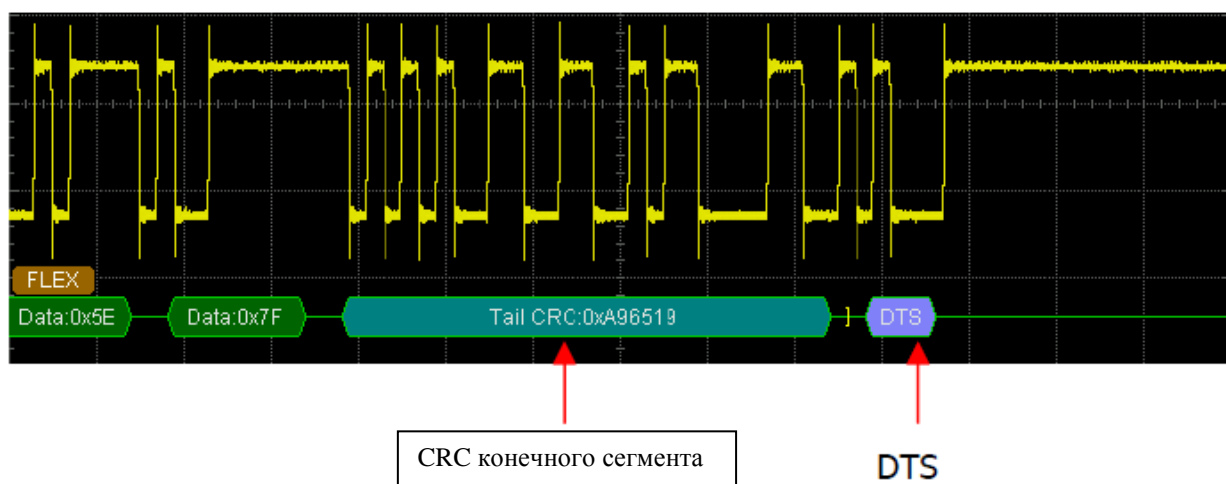 FLEX
Data:0x5E Data:0x7F Tail CRC:0xA96519 ] DTS
CRC конечного сегмента
DTS